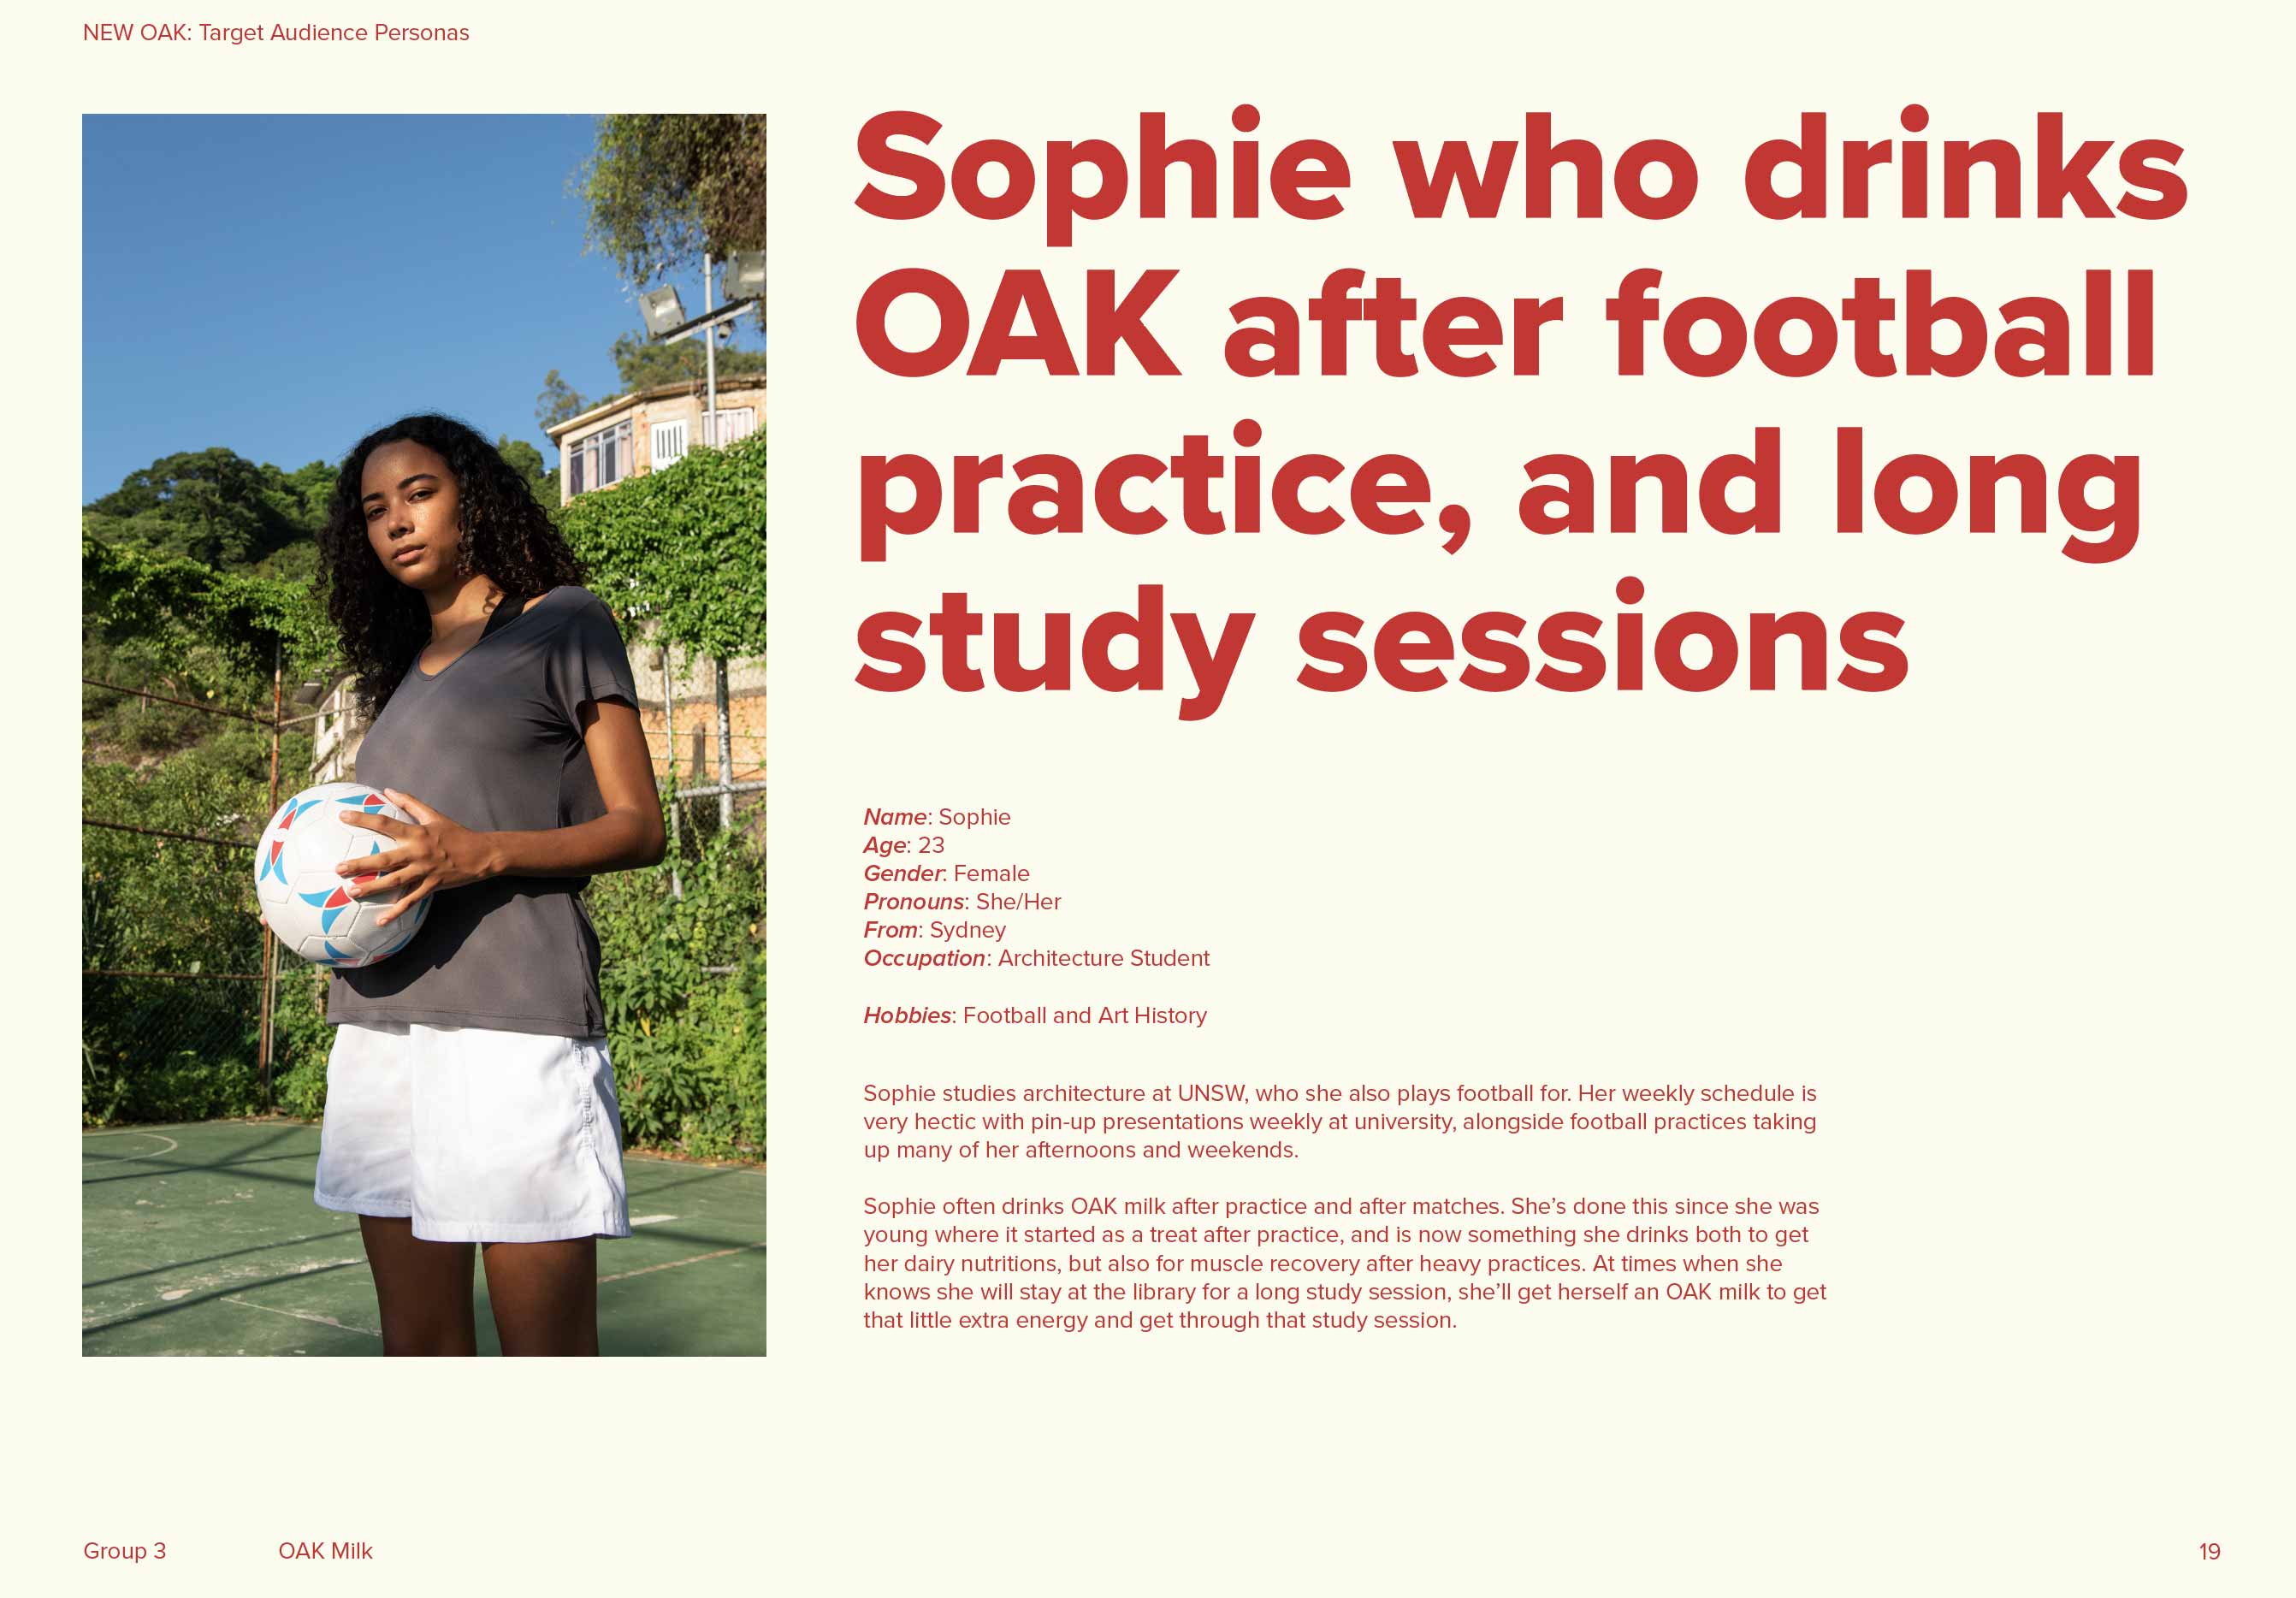 NEW OAK: Target Audience Personas
Sophie who drinks
OAK after football
practice, and long
study sessions
Name: Sophie
Age: 23
Gender: Female
Pronouns: She/Her
From: Sydney
Occupation: Architecture Student
Hobbies: Football and Art History
Sophie studies architecture at UNSW, who she also plays football for. Her weekly schedule is
very hectic with pin-up presentations weekly at university, alongside football practices taking
up many of her afternoons and weekends.
Sophie often drinks OAK milk after practice and after matches. She’s done this since she was
young where it started as a treat after practice, and is now something she drinks both to get
her dairy nutritions, but also for muscle recovery after heavy practices. At times when she
knows she will stay at the library for a long study session, she’ll get herself an OAK milk to get
that little extra energy and get through that study session.
Group 3
OAK Milk
19